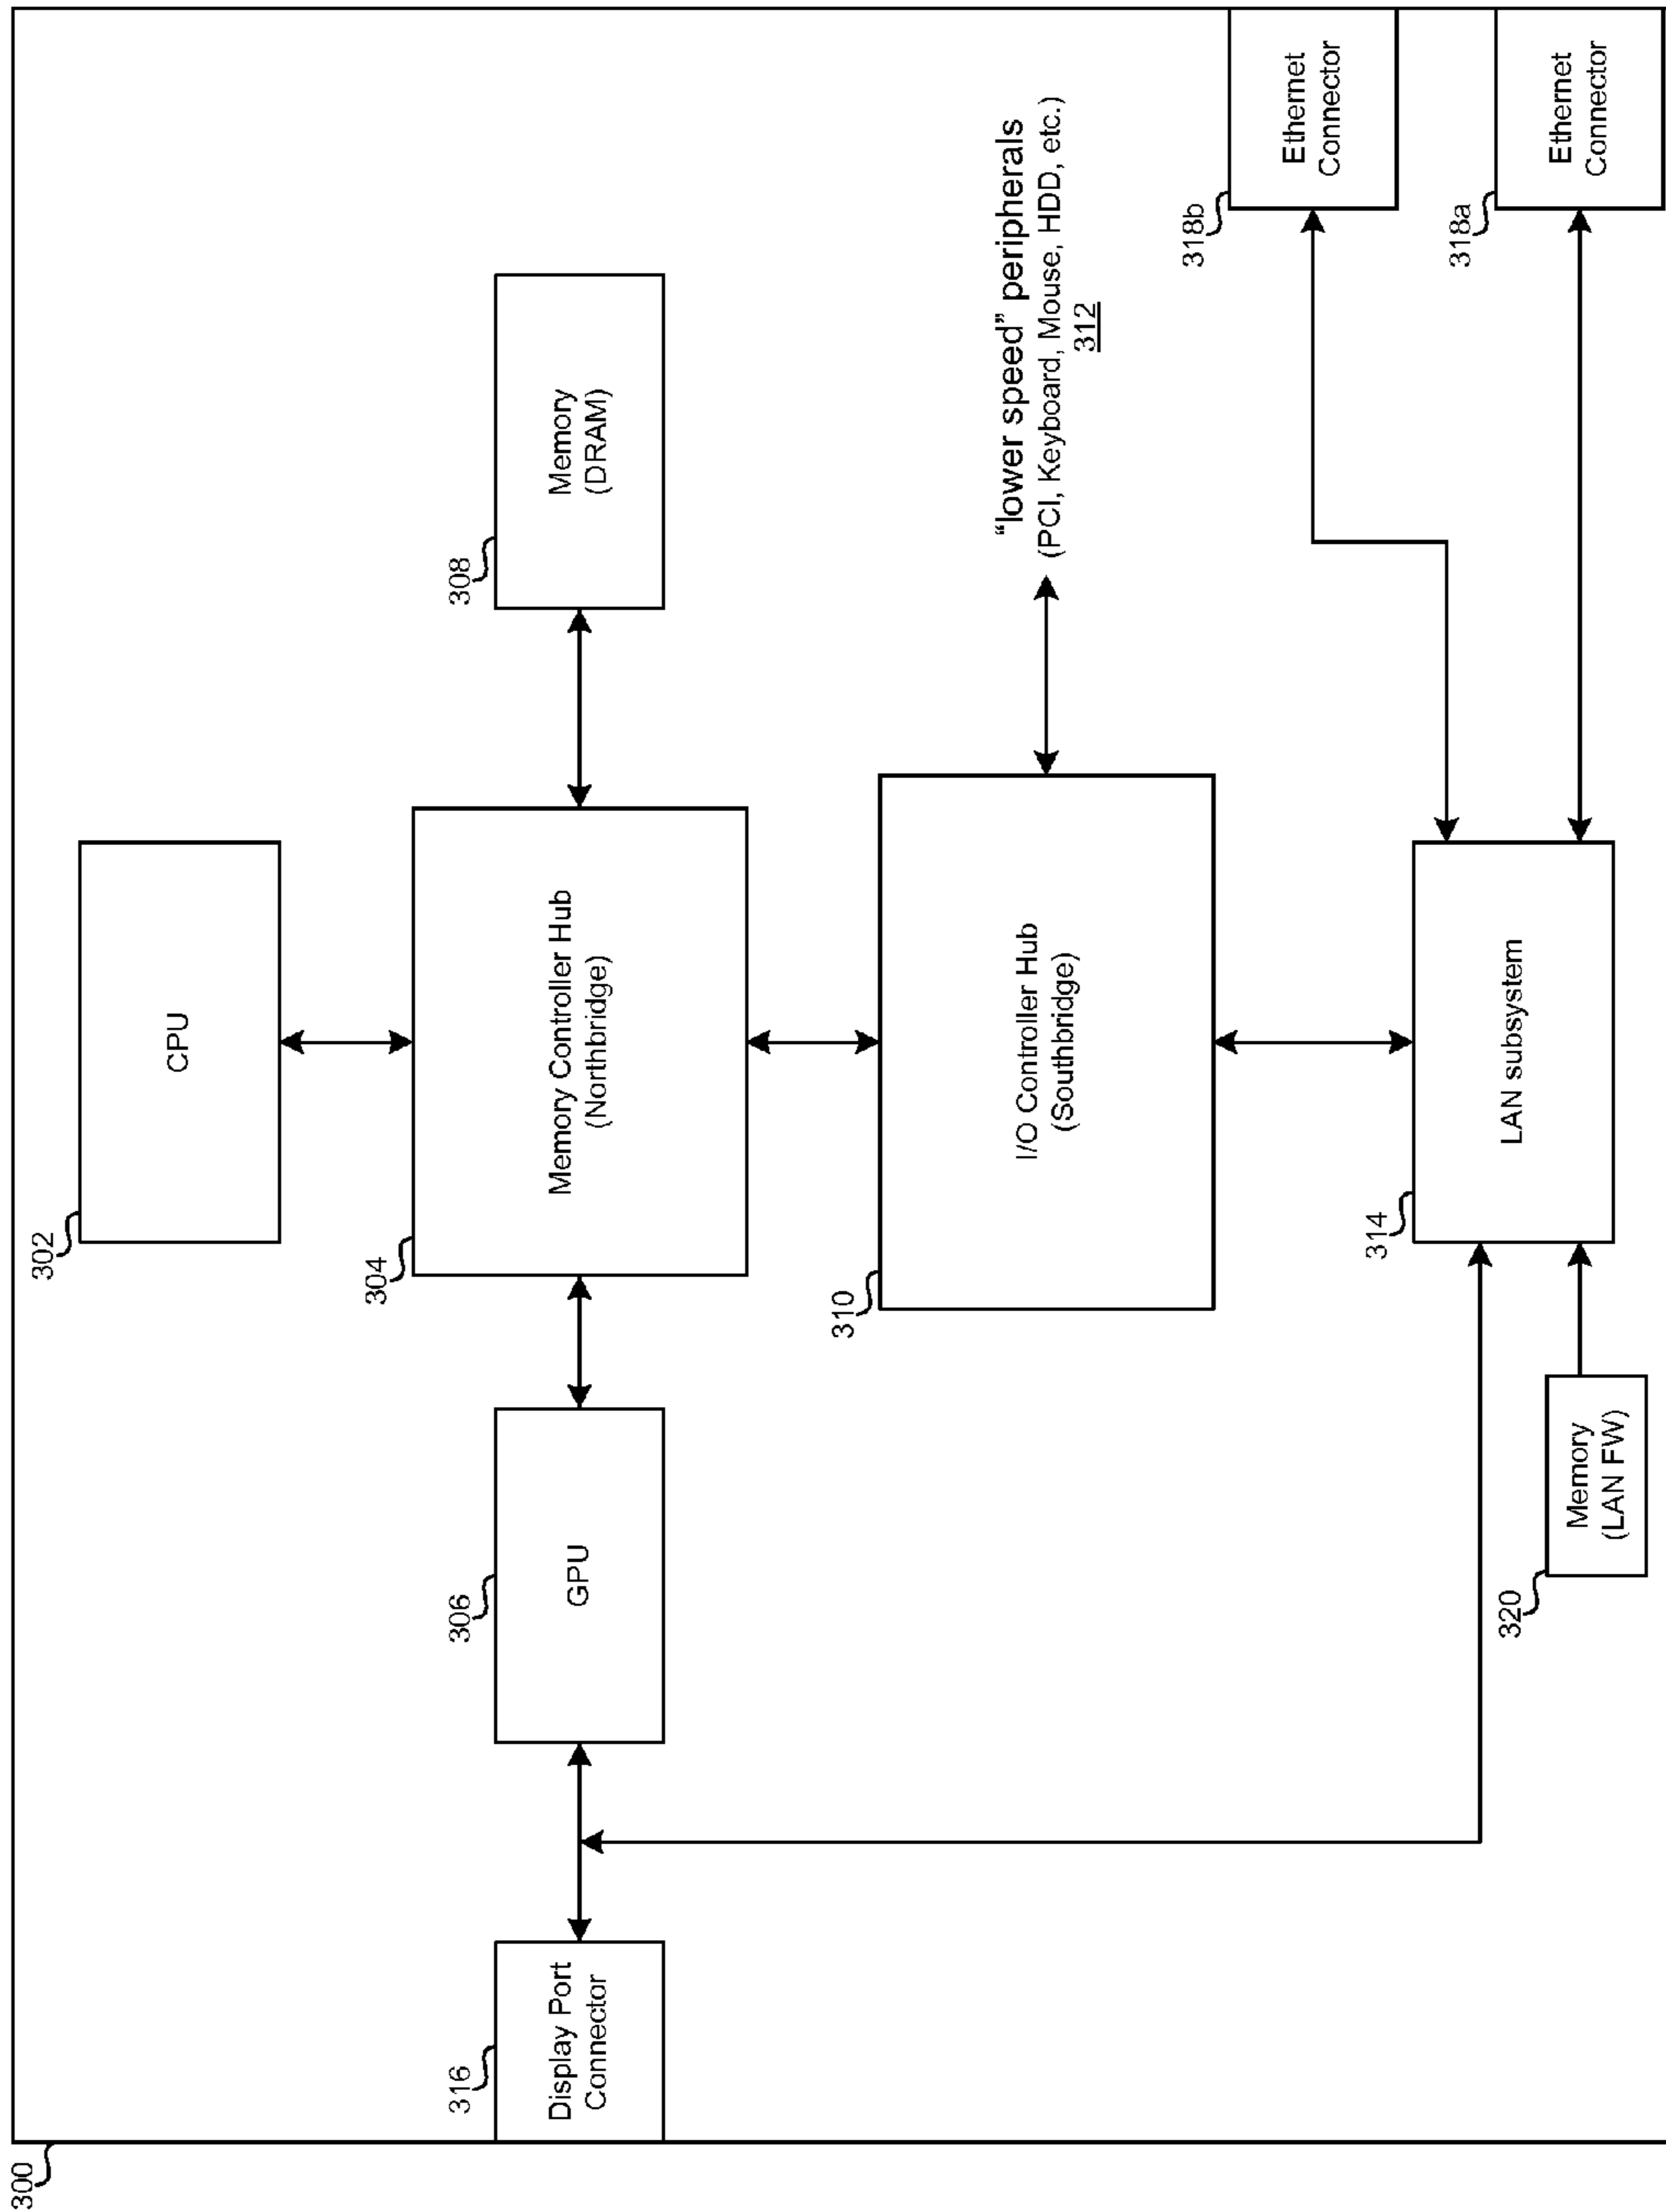 300
302
CPU
304
Memory Controller Hub
(Northbridge)
306
GPU
308
Memory
(DRAM)
316
Display Port
Connector
310
I/O Controller Hub
(Southbridge)
“lower speed” peripherals
(PCI, Keyboard, Mouse, HDD, etc.)
312
314
LAN subsystem
320
Memory
(LAN FW)
318b
Ethernet
Connector
318a
Ethernet
Connector